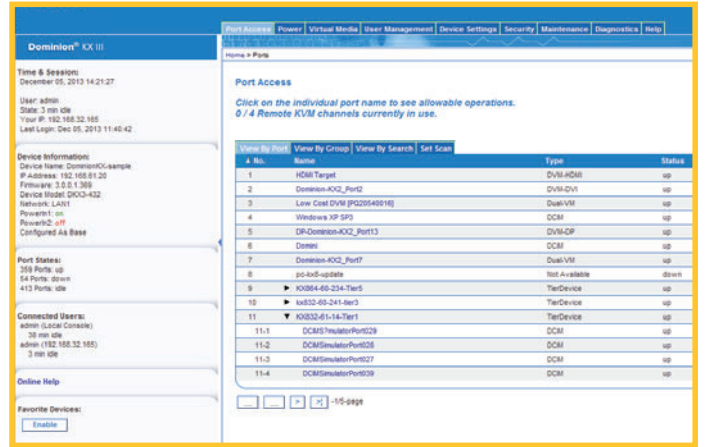 Port Access Power Virtual Media User Management Device Settings Security Maintenance Diagnostics Help
Dominion® KX III
Home > Ports
Time & Session:
December 05, 2013 14:21:27
User: admin
State: 3 min idle
Your IP: 192.168.32.165
Last Login: Dec 05, 2013 11:40:42
Device Information:
Device Name: DominionKX-sample
IP Address: 192.168.61.20
Firmware: 3.0.0.1.369
Device Model: DKX3-432
Network: LAN1
PowerIn1: on
PowerIn2: off
Configured As Base
Port States:
359 Ports: up
54 Ports: down
413 Ports: idle
Connected Users:
admin (Local Console)
38 min idle
admin (192.168.32.165)
3 min idle
Online Help
Favorite Devices:
Enable
Port Access
Click on the individual port name to see allowable operations.
0 / 4 Remote KVM channels currently in use.
View By Port View By Group View By Search Set Scan
▲ No. Name Type Status
1 HDMI Target DVM-HDMI up
2 Dominion-KX2_Port2 DVM-DVI up
3 Low Cost DVM [PQ20540016] Dual-VM up
4 Windows XP SP3 DCIM up
5 DP-Dominion-KX2_Port13 DVM-DP up
6 Domini DCIM up
7 Dominion-KX2_Port7 Dual-VM up
8 pc-kx8-update Not Available down
9 ► KX864-60-234-Tier5 TierDevice up
10 ► kx832-60-241-tier3 TierDevice up
11 ▼ KX832-61-14-Tier1 TierDevice up
11-1 DCIMS?mulatorPort029 DCIM up
11-2 DCIMSimulatorPort028 DCIM up
11-3 DCIMSimulatorPort027 DCIM up
11-4 DCIMSimulatorPort039 DCIM up
... ... > >| -1/5-page